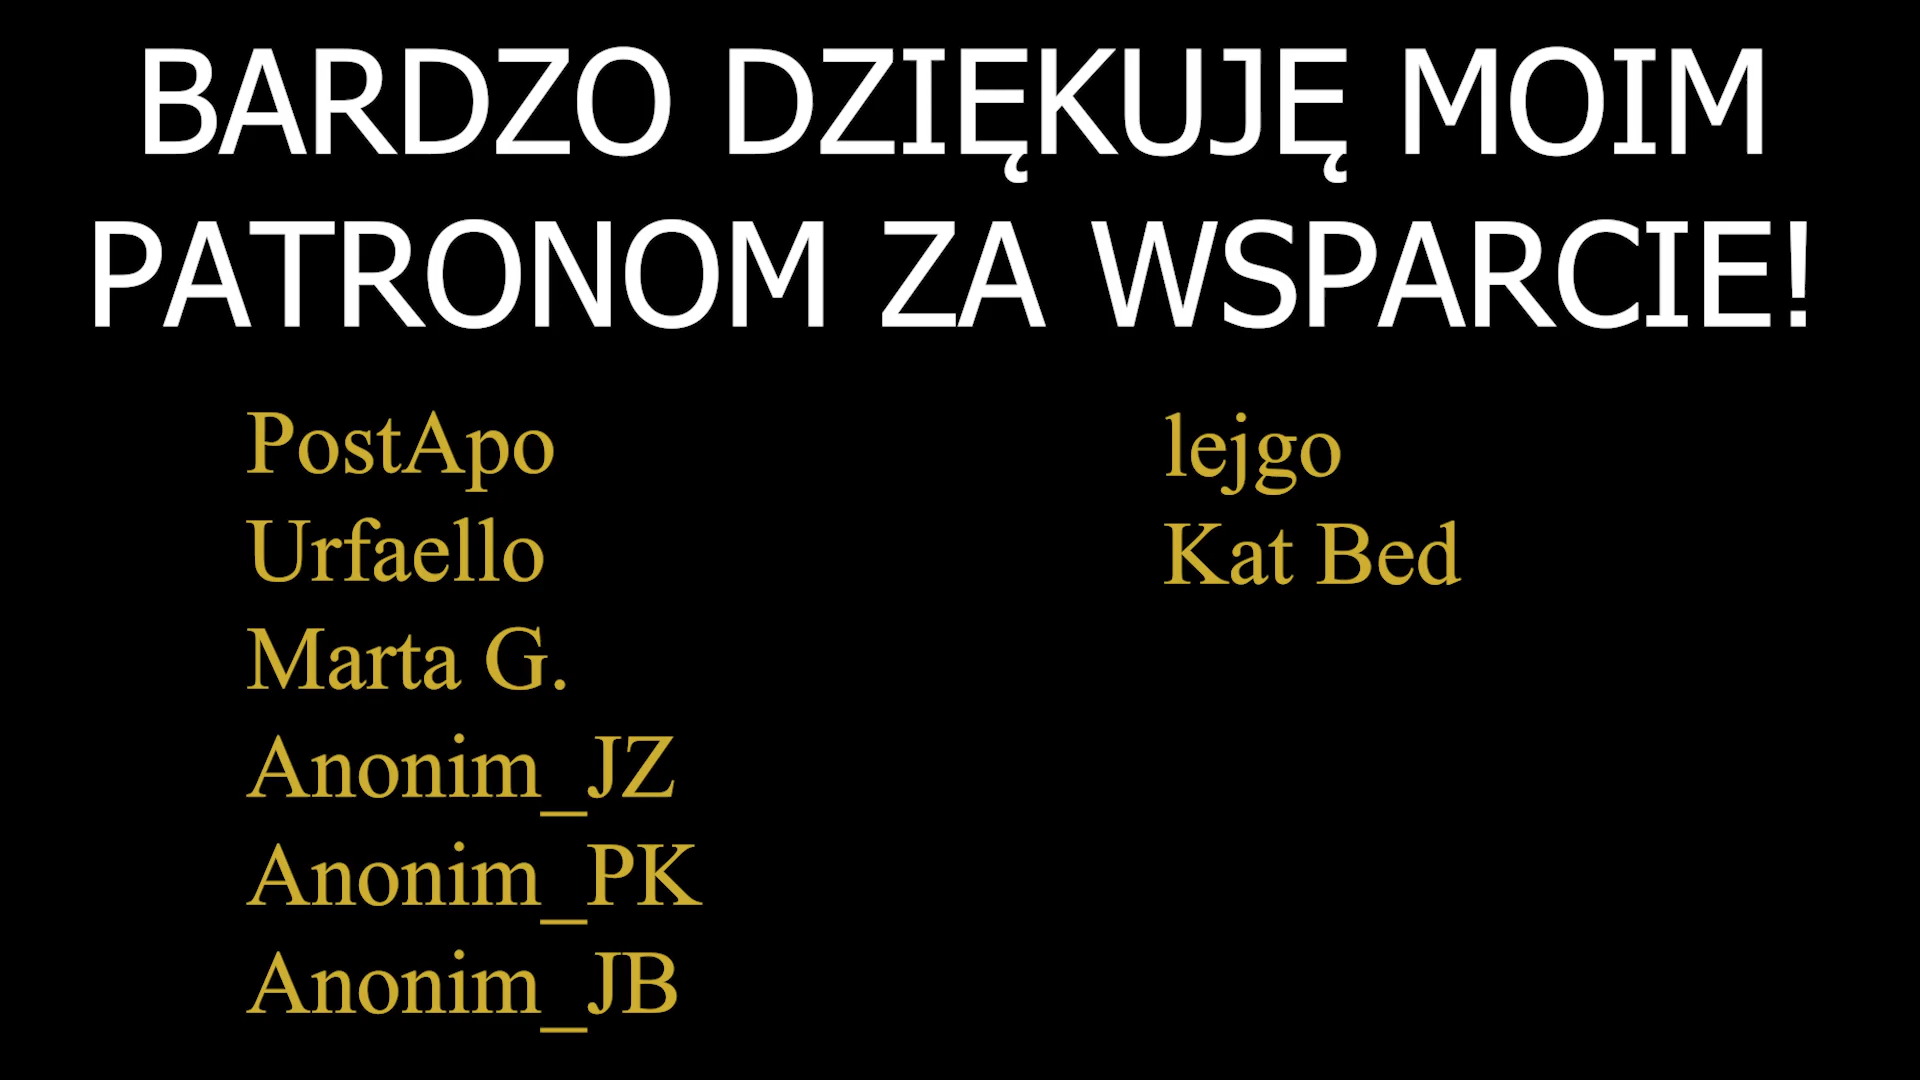 BARDZO DZIĘKUJĘ MOIM
PATRONOM ZA WSPARCIE!
PostApo
Urfaello
Marta G.
Anonim_JZ
Anonim_PK
Anonim_JB
lejgo
Kat Bed